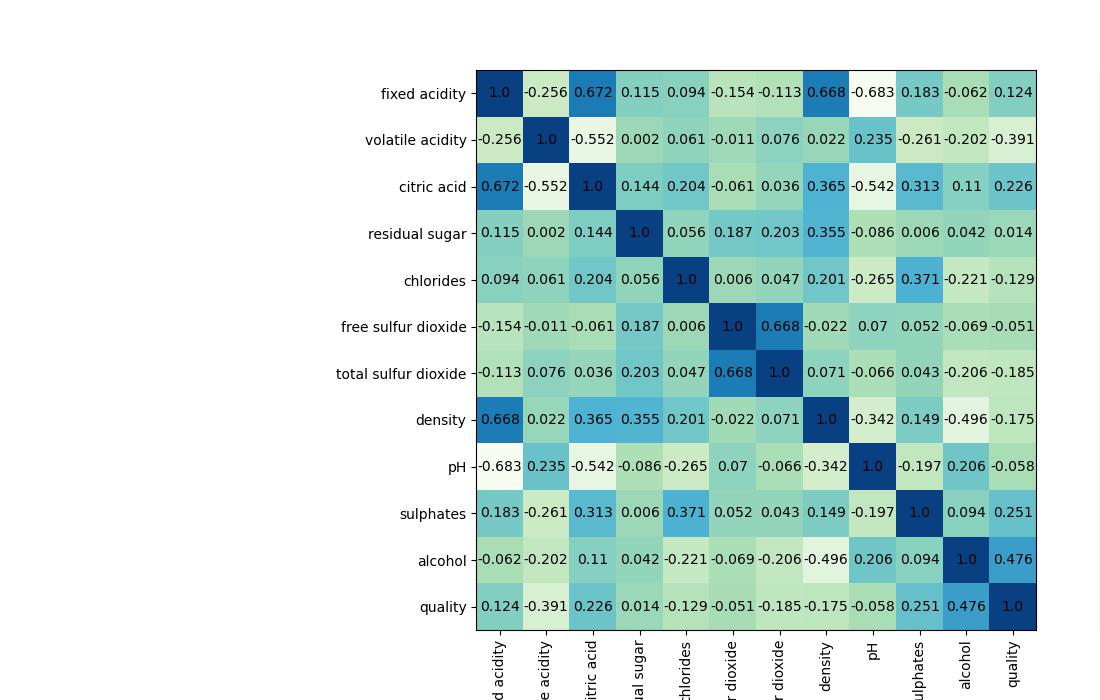 fixed acidity 1.0 -0.256 0.672 0.115 0.094 -0.154 -0.113 0.668 -0.683 0.183 -0.062 0.124
volatile acidity -0.256 1.0 -0.552 0.002 0.061 -0.011 0.076 0.022 0.235 -0.261 -0.202 -0.391
citric acid 0.672 -0.552 1.0 0.144 0.204 -0.061 0.036 0.365 -0.542 0.313 0.11 0.226
residual sugar 0.115 0.002 0.144 1.0 0.056 0.187 0.203 0.355 -0.086 0.006 0.042 0.014
chlorides 0.094 0.061 0.204 0.056 1.0 0.006 0.047 0.201 -0.265 0.371 -0.221 -0.129
free sulfur dioxide -0.154 -0.011 -0.061 0.187 0.006 1.0 0.668 -0.022 0.07 0.052 -0.069 -0.051
total sulfur dioxide -0.113 0.076 0.036 0.203 0.047 0.668 1.0 0.071 -0.066 0.043 -0.206 -0.185
density 0.668 0.022 0.365 0.355 0.201 -0.022 0.071 1.0 -0.342 0.149 -0.496 -0.175
pH -0.683 0.235 -0.542 -0.086 -0.265 0.07 -0.066 -0.342 1.0 -0.197 0.206 -0.058
sulphates 0.183 -0.261 0.313 0.006 0.371 0.052 0.043 0.149 -0.197 1.0 0.094 0.251
alcohol -0.062 -0.202 0.11 0.042 -0.221 -0.069 -0.206 -0.496 0.206 0.094 1.0 0.476
quality 0.124 -0.391 0.226 0.014 -0.129 -0.051 -0.185 -0.175 -0.058 0.251 0.476 1.0
acidity
acidity
acid
sugar
chlorides
dioxide
dioxide
density
pH
ulphates
alcohol
quality